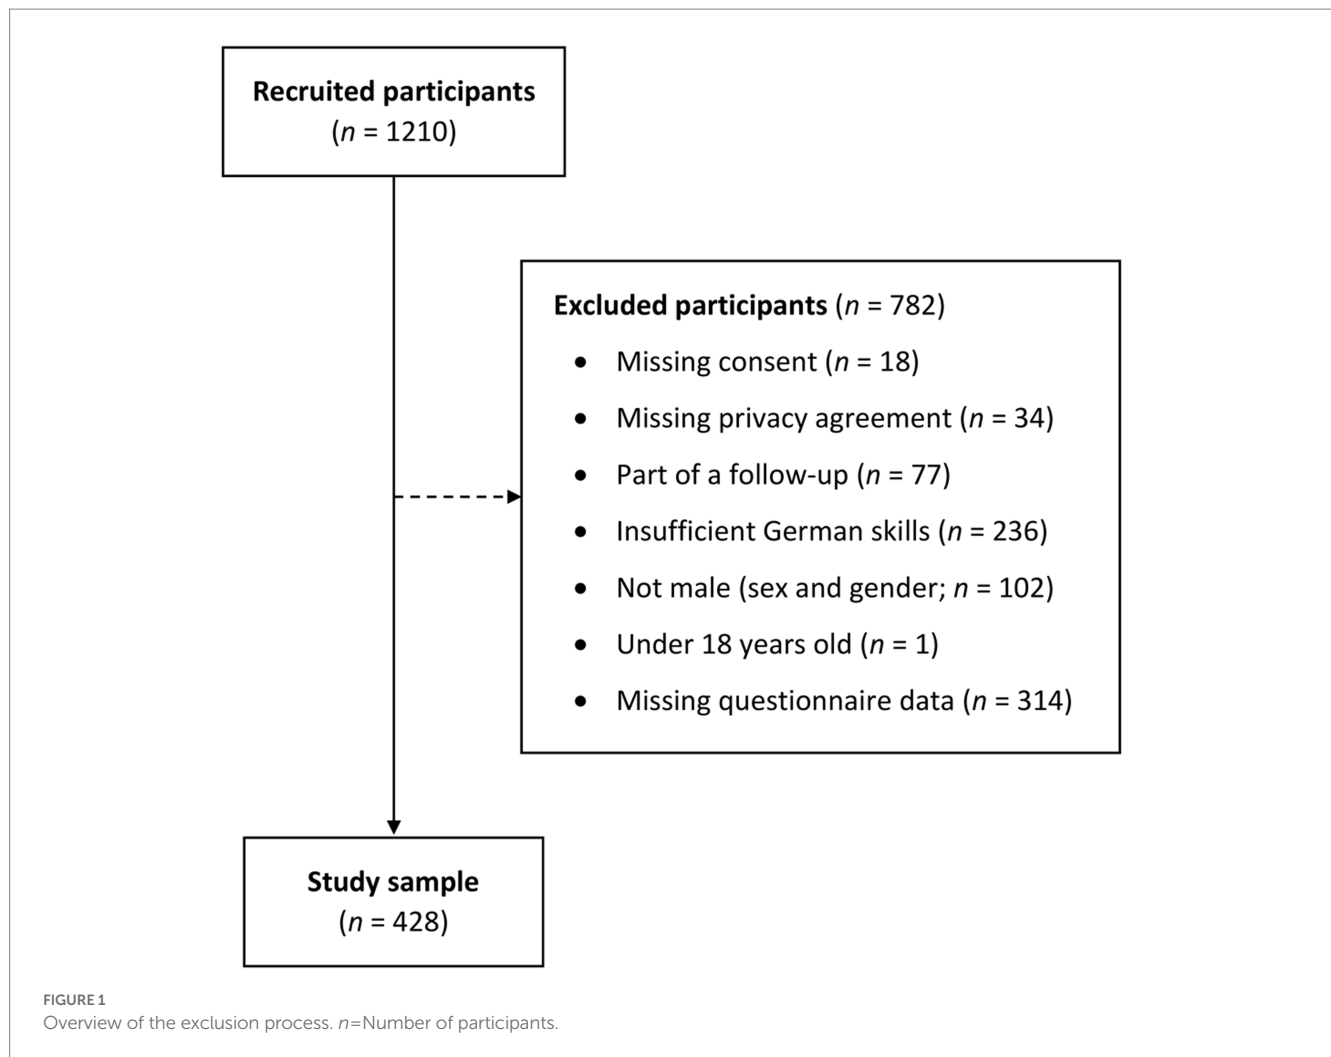 Recruited participants
(n = 1210)
Excluded participants (n = 782)
• Missing consent (n = 18)
• Missing privacy agreement (n = 34)
• Part of a follow-up (n = 77)
• Insufficient German skills (n = 236)
• Not male (sex and gender; n = 102)
• Under 18 years old (n = 1)
• Missing questionnaire data (n = 314)
Study sample
(n = 428)
FIGURE 1
Overview of the exclusion process. n=Number of participants.